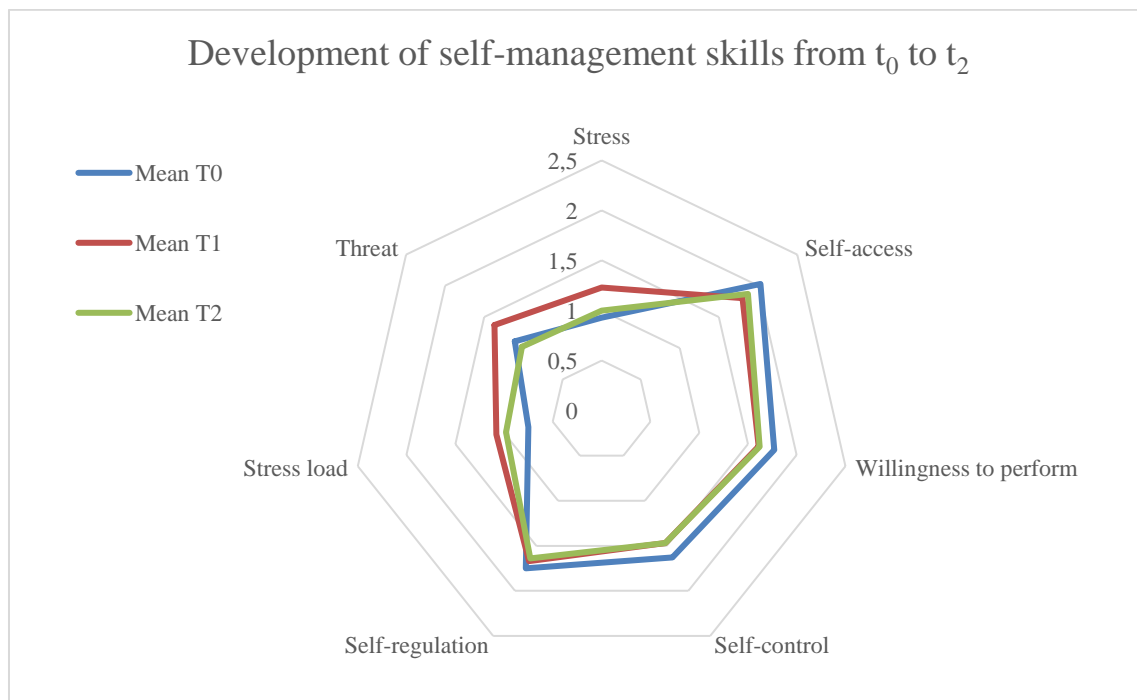 Development of self-management skills from t₀ to t₂
Mean T0
Mean T1
Mean T2
Stress
Self-access
Willingness to perform
Self-control
Self-regulation
Stress load
Threat
2,5
2
1,5
1
0,5
0